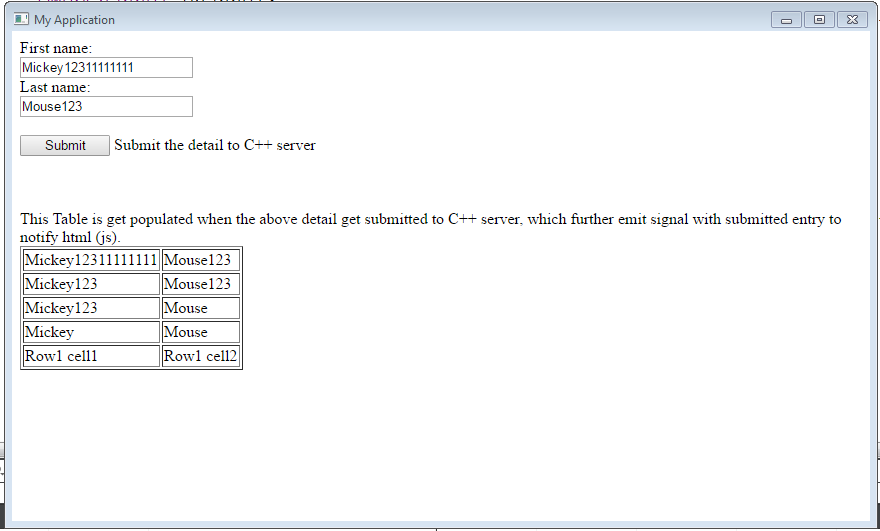 My Application
First name:
Mickey12311111111
Last name:
Mouse123
Submit Submit the detail to C++ server
This Table is get populated when the above detail get submitted to C++ server, which further emit signal with submitted entry to
notify html (js).
Mickey12311111111 Mouse123
Mickey123 Mouse123
Mickey123 Mouse
Mickey Mouse
Row1 cell1 Row1 cell2